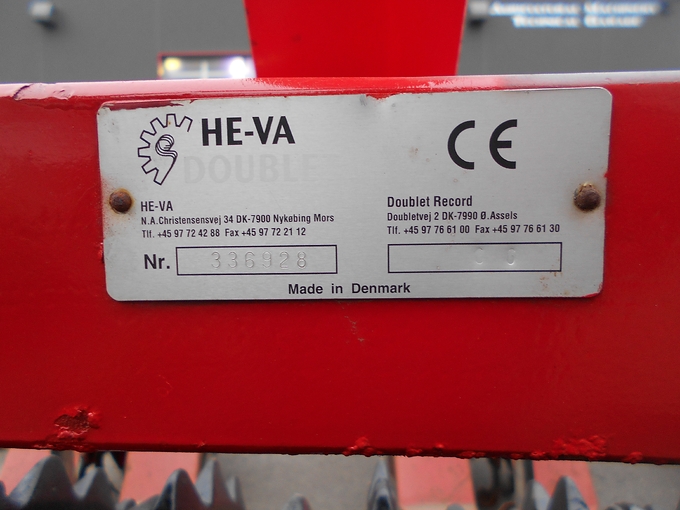 HE-VA
DOUBLE
CE
HE-VA
N.A.Christensensvej 34 DK-7900 Nykøbing Mors
Tlf. +45 97 72 42 88 Fax +45 97 72 21 12
Doublet Record
Doubletvej 2 DK-7990 Ø.Assels
Tlf. +45 97 76 61 00 Fax +45 97 76 61 30
Nr. 336928
Made in Denmark